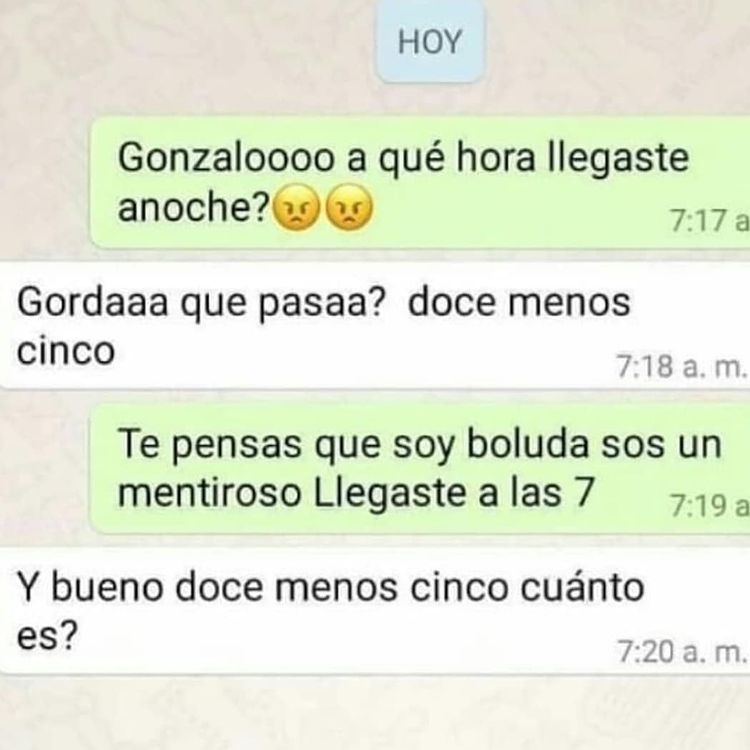 HOY
Gonzaloooo a qué hora llegaste
anoche?😠😠
7:17 a
Gordaaa que pasaa? doce menos
cinco
7:18 a. m.
Te pensas que soy boluda sos un
mentiroso Llegaste a las 7
7:19 a
Y bueno doce menos cinco cuánto
es?
7:20 a. m.